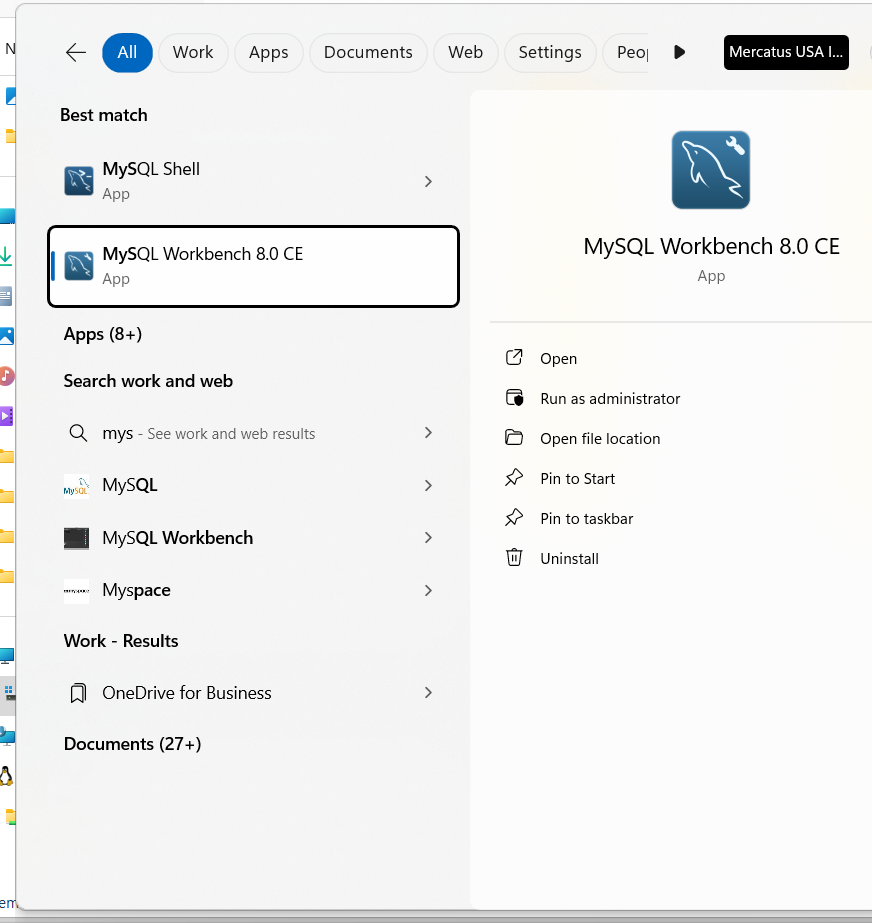 All
Work
Apps
Documents
Web
Settings
Mercatus USA I...
Best match
MySQL Shell
App
MySQL Workbench 8.0 CE
App
Apps (8+)
Search work and web
mys - See work and web results
MySQL
MySQL Workbench
Myspace
Work - Results
OneDrive for Business
Documents (27+)
MySQL Workbench 8.0 CE
App
Open
Run as administrator
Open file location
Pin to Start
Pin to taskbar
Uninstall